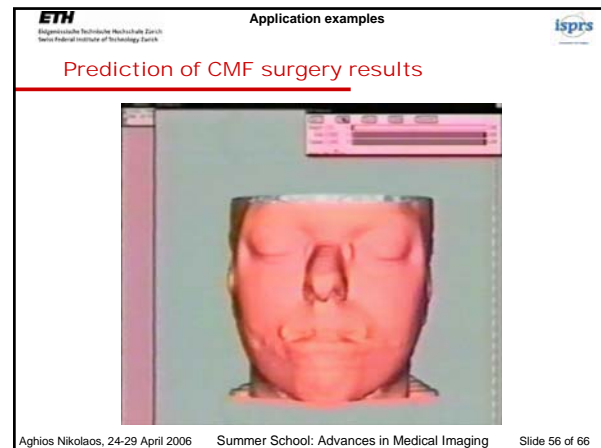 ETH
Eidgenössische Technische Hochschule Zürich
Swiss Federal Institute of Technology Zurich
Application examples
isprs
Prediction of CMF surgery results
Aghios Nikolaos, 24-29 April 2006 Summer School: Advances in Medical Imaging Slide 56 of 66